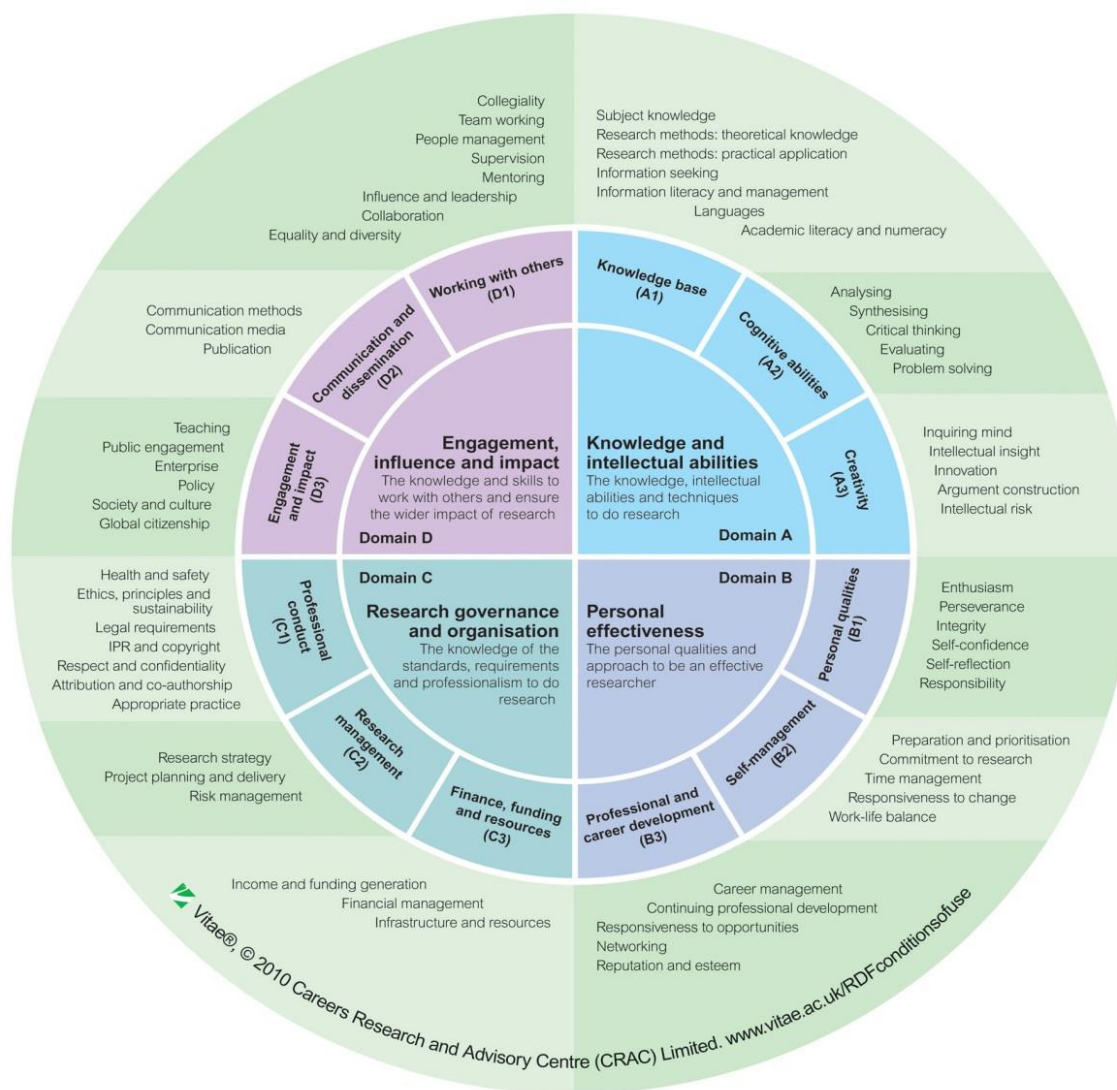 Collegiality
Team working
People management
Supervision
Mentoring
Influence and leadership
Collaboration
Equality and diversity
Subject knowledge
Research methods: theoretical knowledge
Research methods: practical application
Information seeking
Information literacy and management
Languages
Academic literacy and numeracy
Communication methods
Communication media
Publication
Analysing
Synthesising
Critical thinking
Evaluating
Problem solving
Teaching
Public engagement
Enterprise
Policy
Society and culture
Global citizenship
Inquiring mind
Intellectual insight
Innovation
Argument construction
Intellectual risk
Working with others
(D1)
Knowledge base
(A1)
Communication and
dissemination
(D2)
Cognitive abilities
(A2)
Engagement
and impact
(D3)
Creativity
(A3)
Engagement,
influence and impact
The knowledge and skills to
work with others and ensure
the wider impact of research
Domain D
Knowledge and
intellectual abilities
The knowledge, intellectual
abilities and techniques
to do research
Domain A
Domain C
Research governance
and organisation
The knowledge of the
standards, requirements
and professionalism to do
research
Domain B
Personal
effectiveness
The personal qualities and
approach to be an effective
researcher
Professional
conduct
(C1)
Personal qualities
(B1)
Research
management
(C2)
Self-management
(B2)
Finance, funding
and resources
(C3)
Professional and
career development
(B3)
Health and safety
Ethics, principles and
sustainability
Legal requirements
IPR and copyright
Respect and confidentiality
Attribution and co-authorship
Appropriate practice
Enthusiasm
Perseverance
Integrity
Self-confidence
Self-reflection
Responsibility
Research strategy
Project planning and delivery
Risk management
Preparation and prioritisation
Commitment to research
Time management
Responsiveness to change
Work-life balance
Income and funding generation
Financial management
Infrastructure and resources
Career management
Continuing professional development
Responsiveness to opportunities
Networking
Reputation and esteem
Vitae®, © 2010 Careers Research and Advisory Centre (CRAC) Limited. www.vitae.ac.uk/RDFconditionsofuse